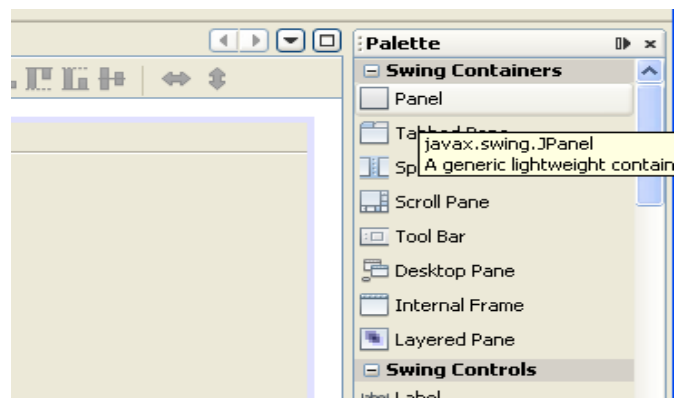 Palette
Swing Containers
Panel
javax.swing.JPanel
A generic lightweight contain
Scroll Pane
Tool Bar
Desktop Pane
Internal Frame
Layered Pane
Swing Controls
Label